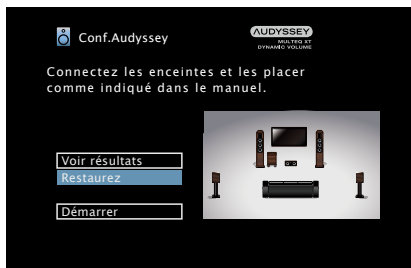 Conf.Audyssey
AUDYSSEY
MULTEQ XT
DYNAMIC VOLUME
Connectez les enceintes et les placer
comme indiqué dans le manuel.
Voir résultats
Restaurez
Démarrer